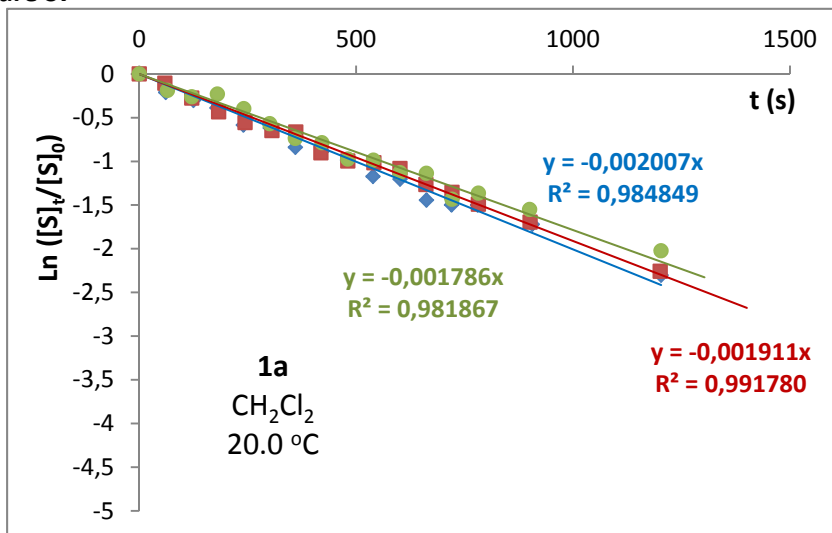 0 500 1000 1500
t (s)
0
-0,5
-1
-1,5
-2
-2,5
-3
-3,5
-4
-4,5
-5
Ln ([S]t/[S]0)
y = -0,002007x
R² = 0,984849
y = -0,001786x
R² = 0,981867
y = -0,001911x
R² = 0,991780
1a
CH2Cl2
20.0 °C